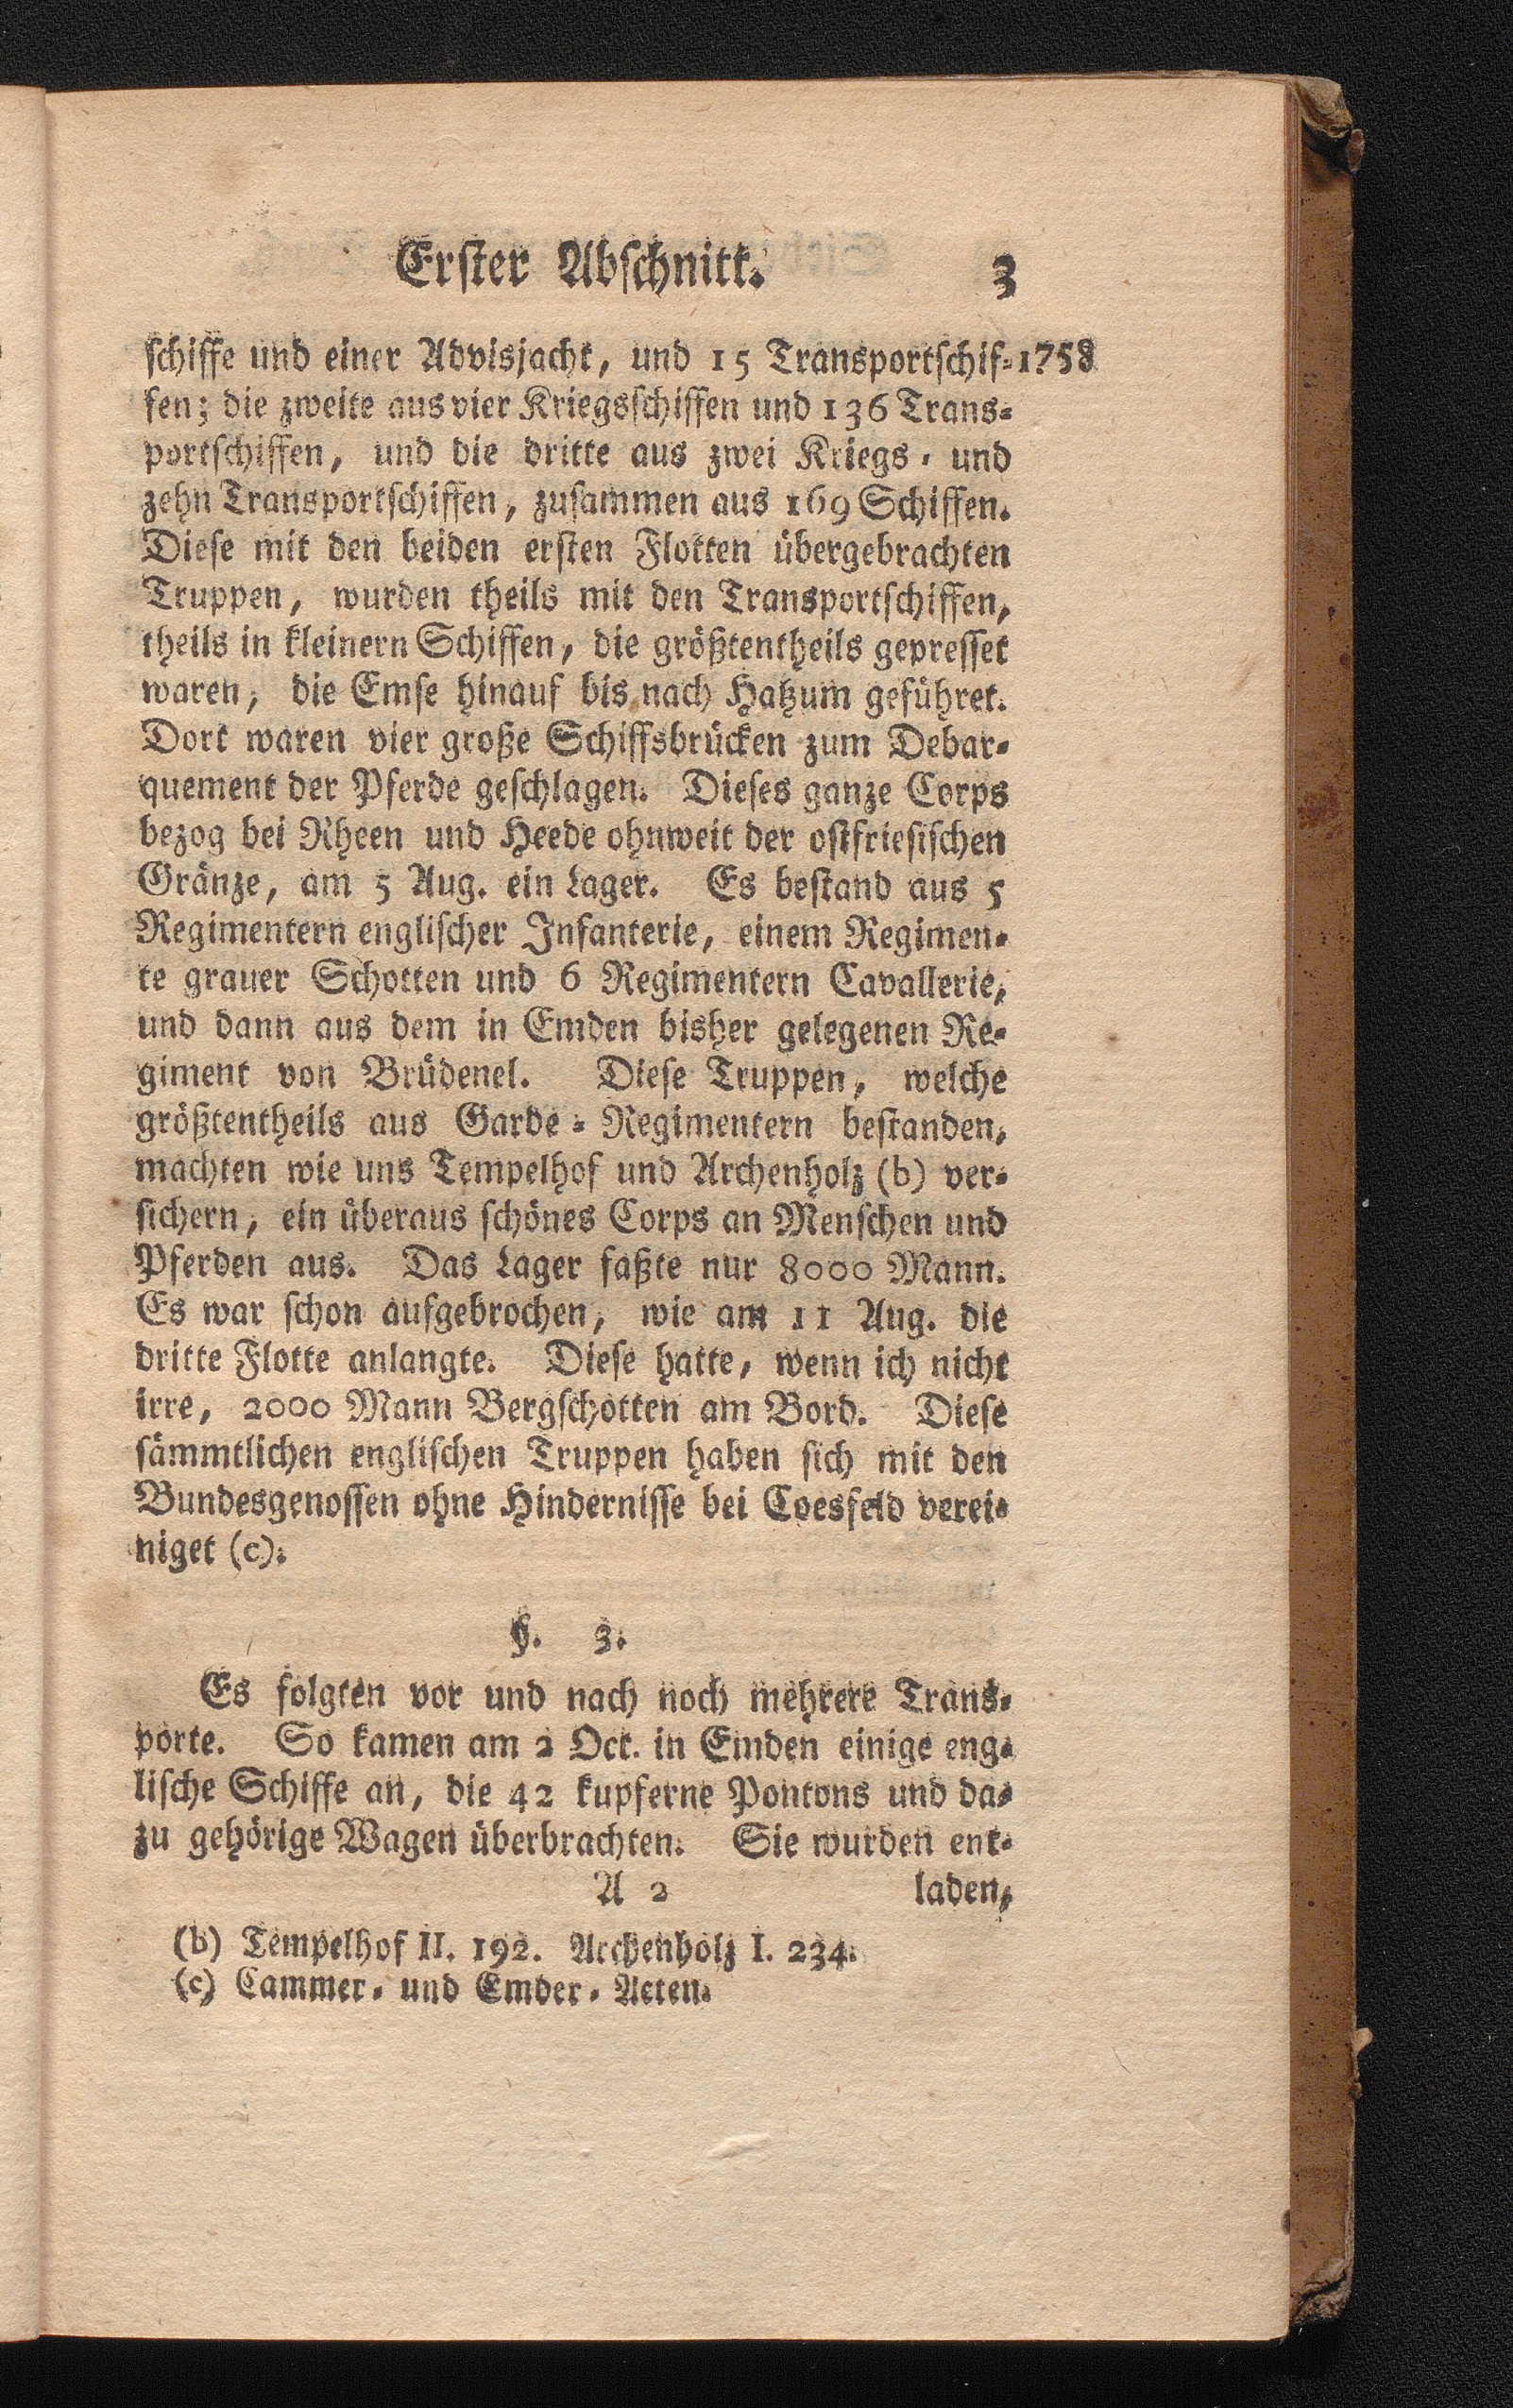 Erster Abschnitt. 3
ſchiffe und einer Advisjacht, und 15 Transportſchif⸗ 1758
fen; die zweite aus vier Kriegsſchiffen und 136 Trans⸗
portſchiffen, und die dritte aus zwei Kriegs⸗ und
zehn Transportſchiffen, zuſammen aus 169 Schiffen.
Dieſe mit den beiden erſten Flotten übergebrachten
Truppen, wurden theils mit den Transportſchiffen,
theils in kleinern Schiffen, die größtentheils gepreſſet
waren, die Emſe hinauf bis nach Hatzum geführet.
Dort waren vier große Schiffsbrücken zum Debar⸗
quement der Pferde geſchlagen. Dieſes ganze Corps
bezog bei Rheen und Heede ohnweit der oſtfrieſiſchen
Gränze, am 5 Aug. ein Lager. Es beſtand aus 5
Regimentern engliſcher Infanterie, einem Regimen⸗
te grauer Schotten und 6 Regimentern Cavallerie,
und dann aus dem in Emden bisher gelegenen Re⸗
giment von Brüdenel. Dieſe Truppen, welche
größtentheils aus Garde⸗Regimentern beſtanden,
machten wie uns Tempelhof und Archenholz (b) ver⸗
ſichern, ein überaus ſchönes Corps an Menſchen und
Pferden aus. Das Lager faßte nur 8000 Mann.
Es war ſchon aufgebrochen, wie am 11 Aug. die
dritte Flotte anlangte. Dieſe hatte, wenn ich nicht
irre, 2000 Mann Bergſchotten am Bord. Dieſe
ſämmtlichen engliſchen Truppen haben ſich mit den
Bundesgenoſſen ohne Hinderniſſe bei Coesfeld verei⸗
niget (c).
§. 3.
Es folgten vor und nach noch mehrere Trans⸗
porte. So kamen am 2 Oct. in Emden einige eng⸗
liſche Schiffe an, die 42 kupferne Pontons und da⸗
zu gehörige Wagen überbrachten. Sie wurden ent⸗
A 2 laden,
(b) Tempelhof II. 192. Archenholz I. 234.
(c) Cammer⸗ und Emder⸗Acten.